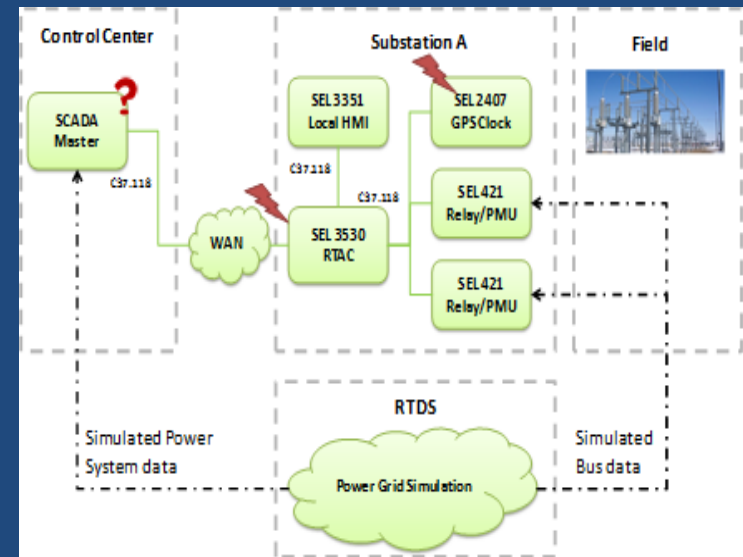 Control Center
Substation A
Field
SCADA
Master
?
C37.118
WAN
SEL 3351
Local HMI
C37.118
C37.118
SEL 3530
RTAC
SEL 2407
GPS Clock
SEL 421
Relay/PMU
SEL 421
Relay/PMU
RTDS
Simulated Power
System data
Power Grid Simulation
Simulated
Bus data